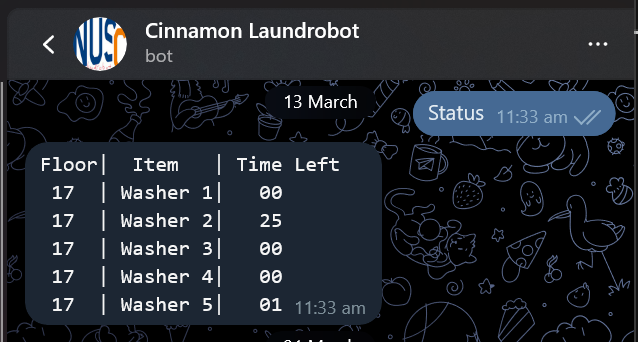 NUSC
Cinnamon Laundrobot
bot
13 March
Status 11:33 am
Floor| Item | Time Left
17 | Washer 1| 00
17 | Washer 2| 25
17 | Washer 3| 00
17 | Washer 4| 00
17 | Washer 5| 01 11:33 am